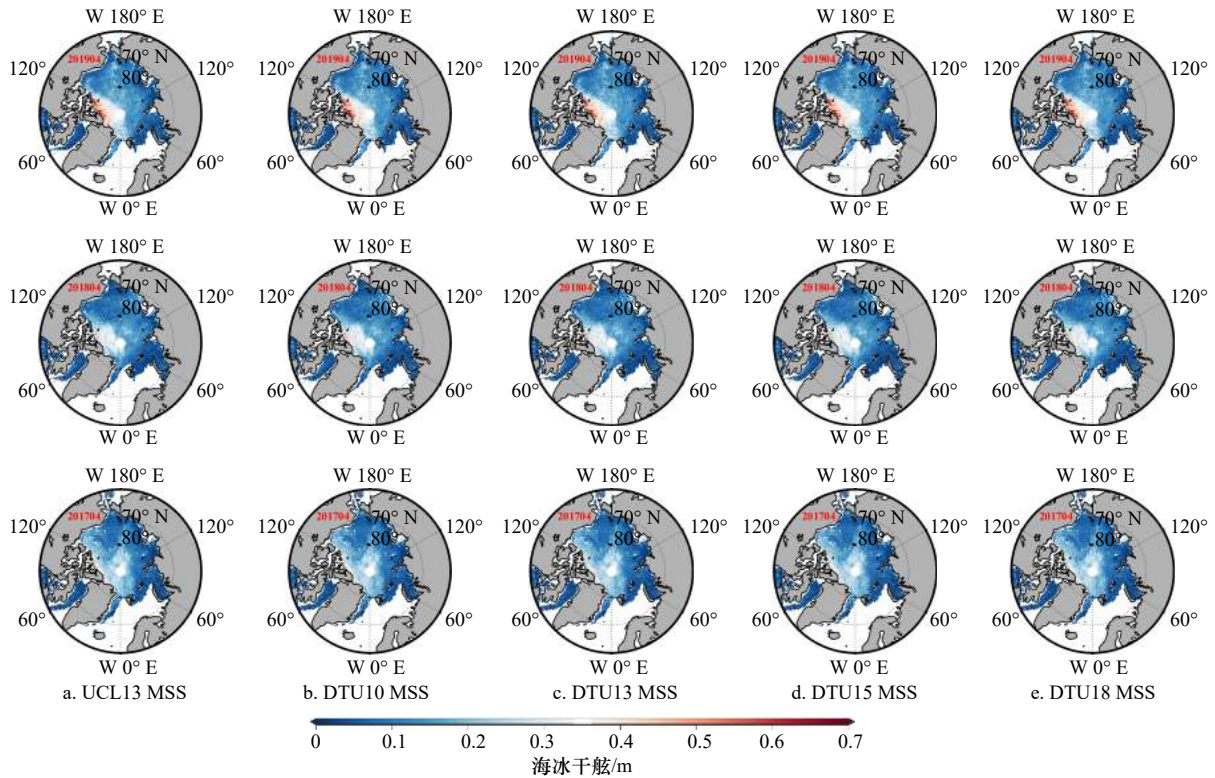 W 180° E W 180° E W 180° E W 180° E W 180° E
201904 70° N 201904 70° N 201904 70° N 201904 70° N 201904 70° N
120° 80° 120° 120° 80° 120° 120° 80° 120° 120° 80° 120° 120° 80° 120°
60° 60° 60° 60° 60° 60° 60° 60° 60° 60°
W 0° E W 0° E W 0° E W 0° E W 0° E
W 180° E W 180° E W 180° E W 180° E W 180° E
201804 70° N 201804 70° N 201804 70° N 201804 70° N 201804 70° N
120° 80° 120° 120° 80° 120° 120° 80° 120° 120° 80° 120° 120° 80° 120°
60° 60° 60° 60° 60° 60° 60° 60° 60° 60°
W 0° E W 0° E W 0° E W 0° E W 0° E
W 180° E W 180° E W 180° E W 180° E W 180° E
201704 70° N 201704 70° N 201704 70° N 201704 70° N 201704 70° N
120° 80° 120° 120° 80° 120° 120° 80° 120° 120° 80° 120° 120° 80° 120°
60° 60° 60° 60° 60° 60° 60° 60° 60° 60°
W 0° E W 0° E W 0° E W 0° E W 0° E
a. UCL13 MSS b. DTU10 MSS c. DTU13 MSS d. DTU15 MSS e. DTU18 MSS
0 0.1 0.2 0.3 0.4 0.5 0.6 0.7
海冰干舷/m